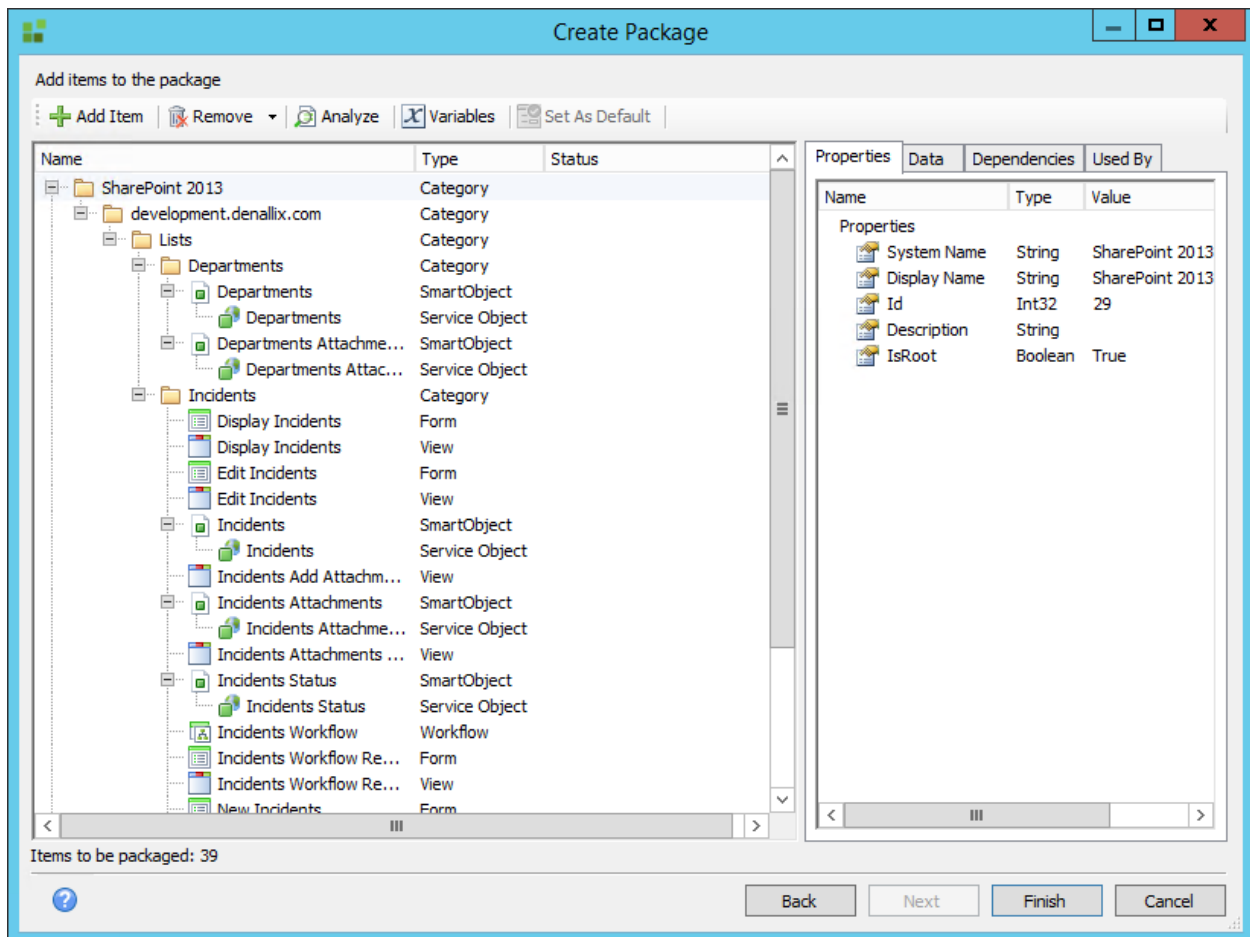 Create Package
Add items to the package
Add Item Remove Analyze Variables Set As Default
Name Type Status
SharePoint 2013 Category
development.denallix.com Category
Lists Category
Departments Category
Departments SmartObject
Departments Service Object
Departments Attachme... SmartObject
Departments Attac... Service Object
Incidents Category
Display Incidents Form
Display Incidents View
Edit Incidents Form
Edit Incidents View
Incidents SmartObject
Incidents Service Object
Incidents Add Attachm... View
Incidents Attachments SmartObject
Incidents Attachme... Service Object
Incidents Attachments ... View
Incidents Status SmartObject
Incidents Status Service Object
Incidents Workflow Workflow
Incidents Workflow Re... Form
Incidents Workflow Re... View
New Incidents Form
Properties Data Dependencies Used By
Name Type Value
Properties
System Name String SharePoint 2013
Display Name String SharePoint 2013
Id Int32 29
Description String
IsRoot Boolean True
Items to be packaged: 39
Back Next Finish Cancel